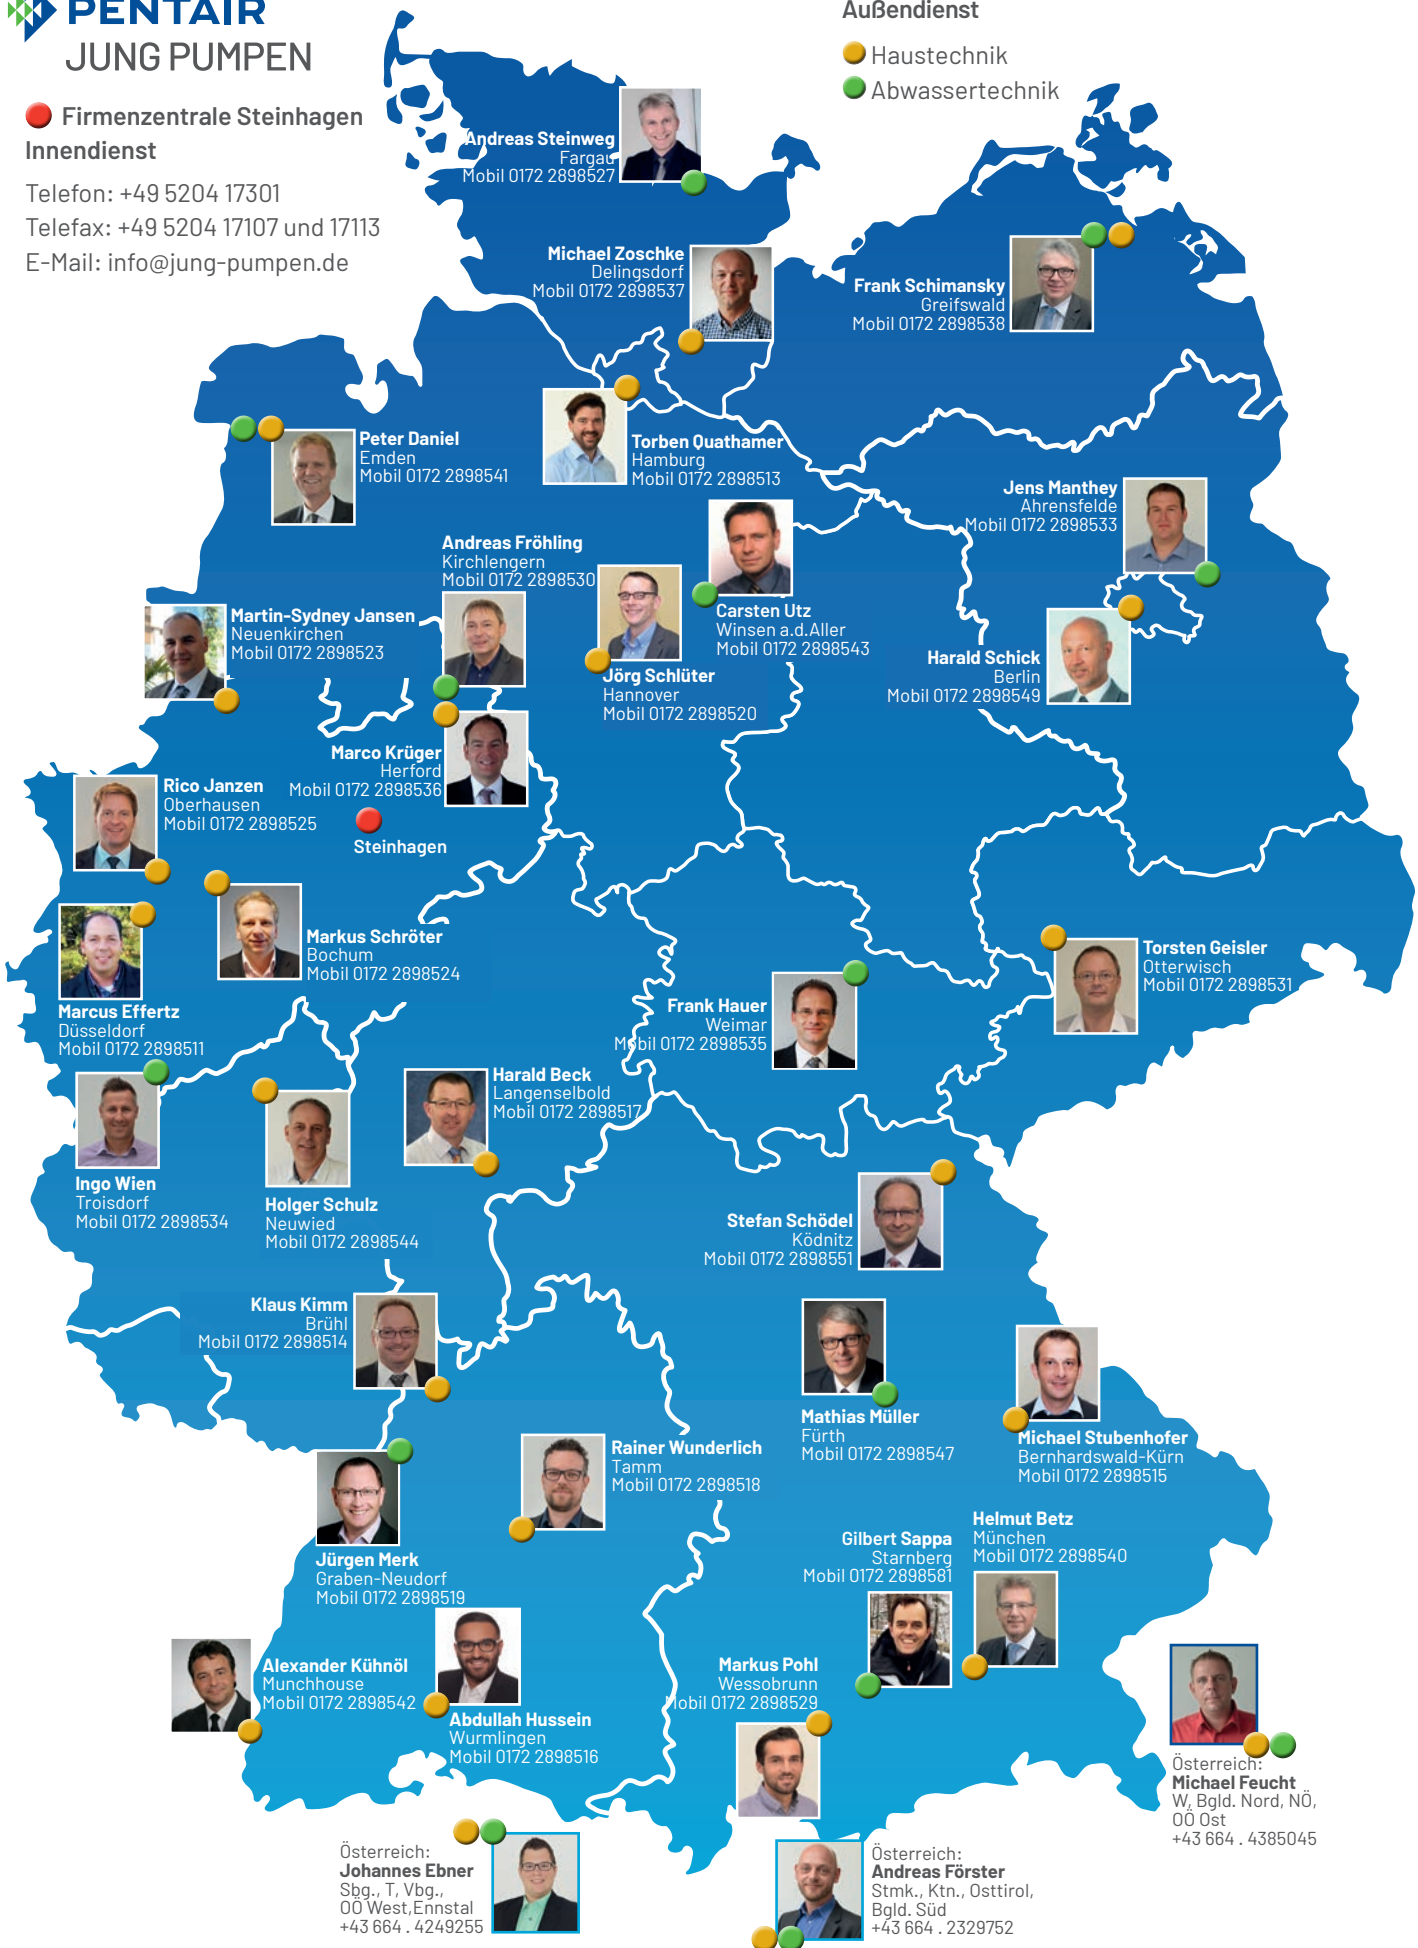 PENTAIR
JUNG PUMPEN
Firmenzentrale Steinhagen
Innendienst
Telefon: +49 5204 17301
Telefax: +49 5204 17107 und 17113
E-Mail: info@jung-pumpen.de
Außendienst
Haustechnik
Abwassertechnik
Andreas Steinweg
Fargau
Mobil 0172 2898527
Michael Zoschke
Delingsdorf
Mobil 0172 2898537
Frank Schimansky
Greifswald
Mobil 0172 2898538
Peter Daniel
Emden
Mobil 0172 2898541
Torben Quathamer
Hamburg
Mobil 0172 2898513
Jens Manthey
Ahrensfelde
Mobil 0172 2898533
Andreas Fröhling
Kirchlengern
Mobil 0172 2898530
Carsten Utz
Winsen a.d.Aller
Mobil 0172 2898543
Martin-Sydney Jansen
Neuenkirchen
Mobil 0172 2898523
Jörg Schlüter
Hannover
Mobil 0172 2898520
Harald Schick
Berlin
Mobil 0172 2898549
Marco Krüger
Herford
Mobil 0172 2898536
Rico Janzen
Oberhausen
Mobil 0172 2898525
Steinhagen
Markus Schröter
Bochum
Mobil 0172 2898524
Torsten Geisler
Otterwisch
Mobil 0172 2898531
Marcus Effertz
Düsseldorf
Mobil 0172 2898511
Frank Hauer
Weimar
Mobil 0172 2898535
Harald Beck
Langenselbold
Mobil 0172 2898517
Ingo Wien
Troisdorf
Mobil 0172 2898534
Holger Schulz
Neuwied
Mobil 0172 2898544
Stefan Schödel
Ködnitz
Mobil 0172 2898551
Klaus Kimm
Brühl
Mobil 0172 2898514
Mathias Müller
Fürth
Mobil 0172 2898547
Michael Stubenhofer
Bernhardswald-Kürn
Mobil 0172 2898515
Rainer Wunderlich
Tamm
Mobil 0172 2898518
Jürgen Merk
Graben-Neudorf
Mobil 0172 2898519
Gilbert Sappa
Starnberg
Mobil 0172 2898581
Helmut Betz
München
Mobil 0172 2898540
Alexander Kühnöl
Munchhouse
Mobil 0172 2898542
Abdullah Hussein
Wurmlingen
Mobil 0172 2898516
Markus Pohl
Wessobrunn
Mobil 0172 2898529
Österreich:
Michael Feucht
W, Bgld. Nord, NÖ,
OÖ Ost
+43 664 . 4385045
Österreich:
Johannes Ebner
Sbg., T, Vbg.,
OÖ West,Ennstal
+43 664 . 4249255
Österreich:
Andreas Förster
Stmk., Ktn., Osttirol,
Bgld. Süd
+43 664 . 2329752